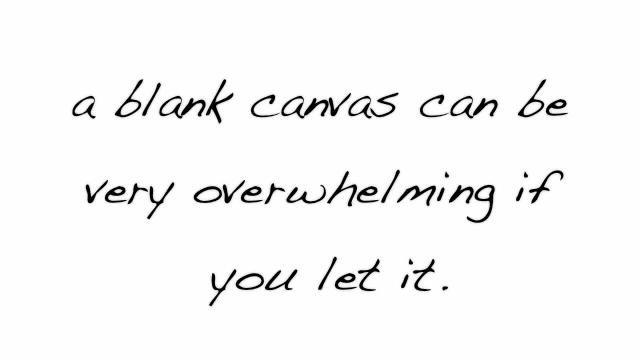 a blank canvas can be
very overwhelming if
you let it.